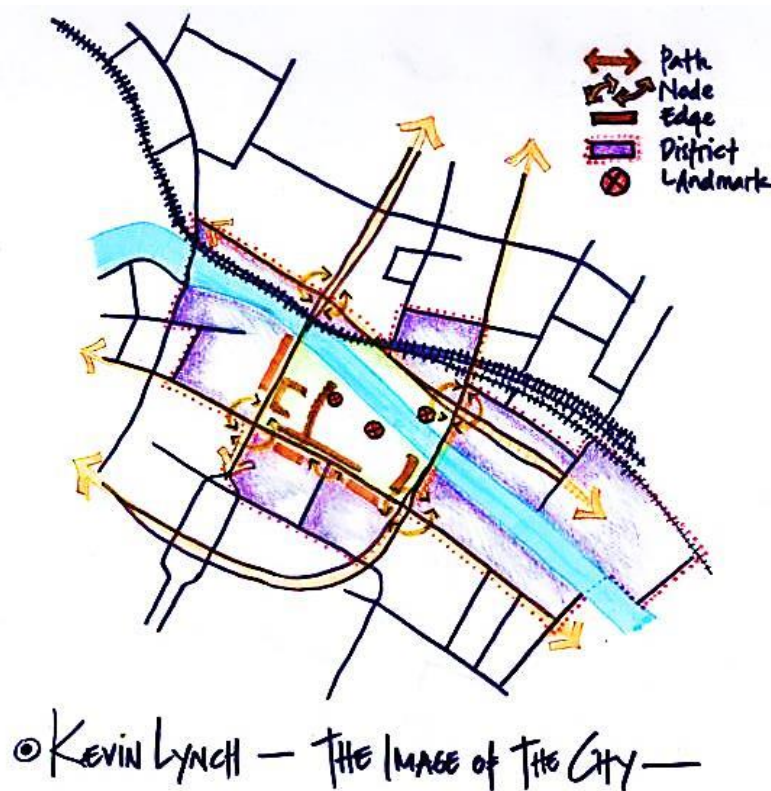 Path
Node
Edge
District
LAndmark
KEVIN LYNCH — THE IMAGE OF THE CITY —